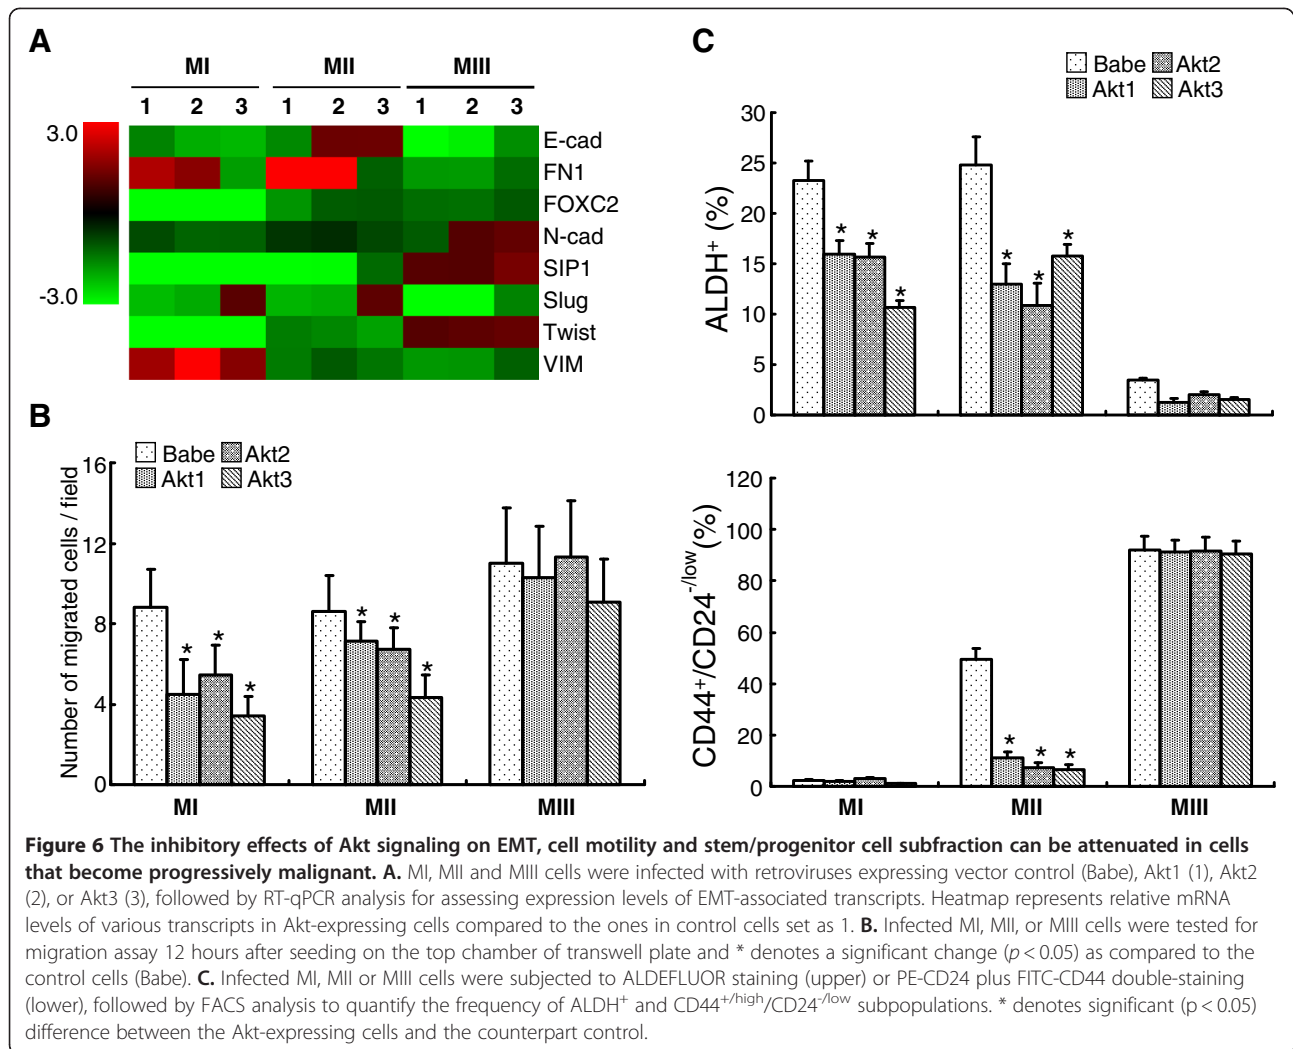 A
MI MII MIII
1 2 3 1 2 3 1 2 3
3.0
-3.0
E-cad
FN1
FOXC2
N-cad
SIP1
Slug
Twist
VIM
B
Babe Akt2
Akt1 Akt3
Number of migrated cells / field
16
12
8
4
0
* * *
* * *
MI MII MIII
C
Babe Akt2
Akt1 Akt3
ALDH+ (%)
30
25
20
15
10
5
0
* * *
* * *
CD44+/CD24-/low(%)
120
100
80
60
40
20
0
* * *
MI MII MIII
Figure 6 The inhibitory effects of Akt signaling on EMT, cell motility and stem/progenitor cell subfraction can be attenuated in cells
that become progressively malignant. A. MI, MII and MIII cells were infected with retroviruses expressing vector control (Babe), Akt1 (1), Akt2
(2), or Akt3 (3), followed by RT-qPCR analysis for assessing expression levels of EMT-associated transcripts. Heatmap represents relative mRNA
levels of various transcripts in Akt-expressing cells compared to the ones in control cells set as 1. B. Infected MI, MII, or MIII cells were tested for
migration assay 12 hours after seeding on the top chamber of transwell plate and * denotes a significant change (p < 0.05) as compared to the
control cells (Babe). C. Infected MI, MII or MIII cells were subjected to ALDEFLUOR staining (upper) or PE-CD24 plus FITC-CD44 double-staining
(lower), followed by FACS analysis to quantify the frequency of ALDH+ and CD44+/high/CD24-/low subpopulations. * denotes significant (p < 0.05)
difference between the Akt-expressing cells and the counterpart control.